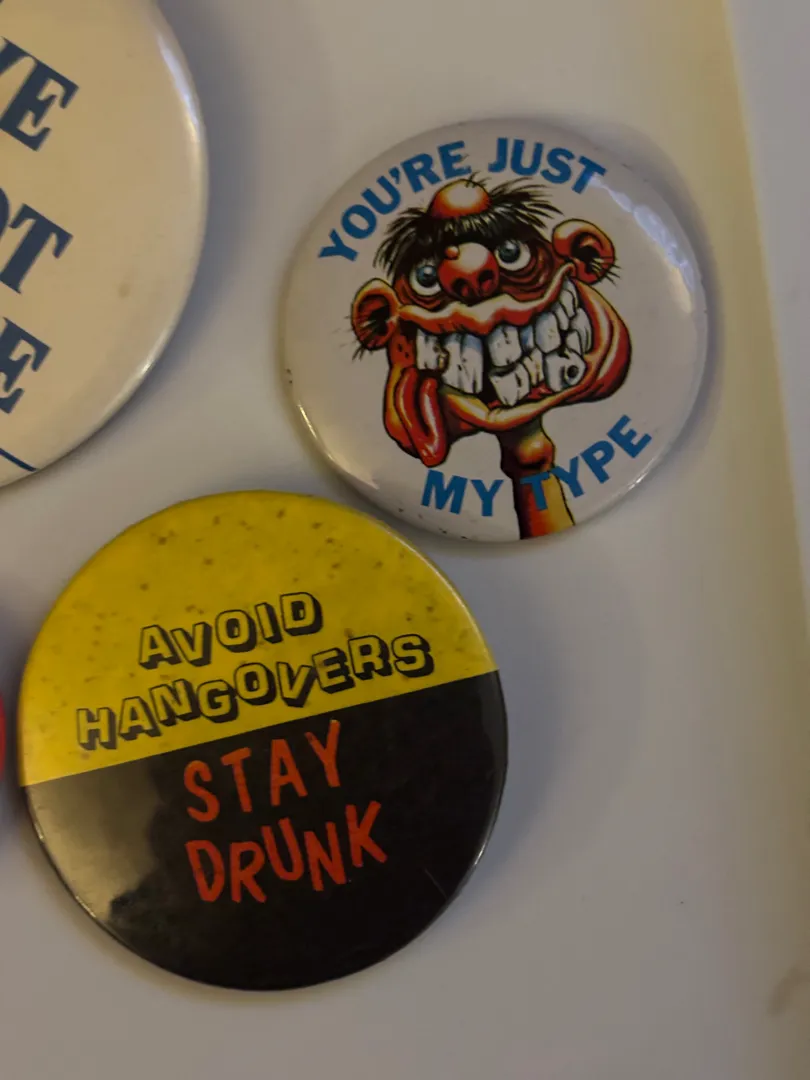 YOU'RE JUST
MY TYPE
AVOID
HANGOVERS
STAY
DRUNK